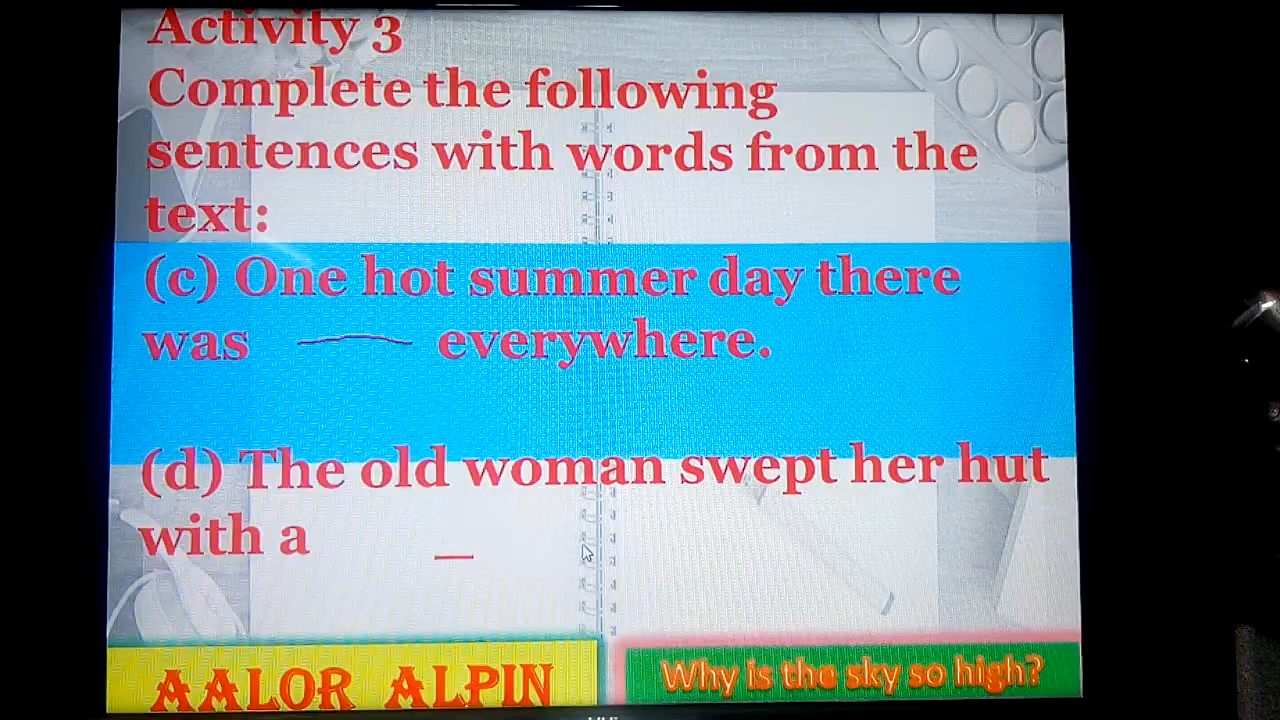 Activity 3
Complete the following
sentences with words from the
text:
(c) One hot summer day there
was ___ everywhere.
(d) The old woman swept her hut
with a _
AALOR ALPIN
Why is the sky so high?